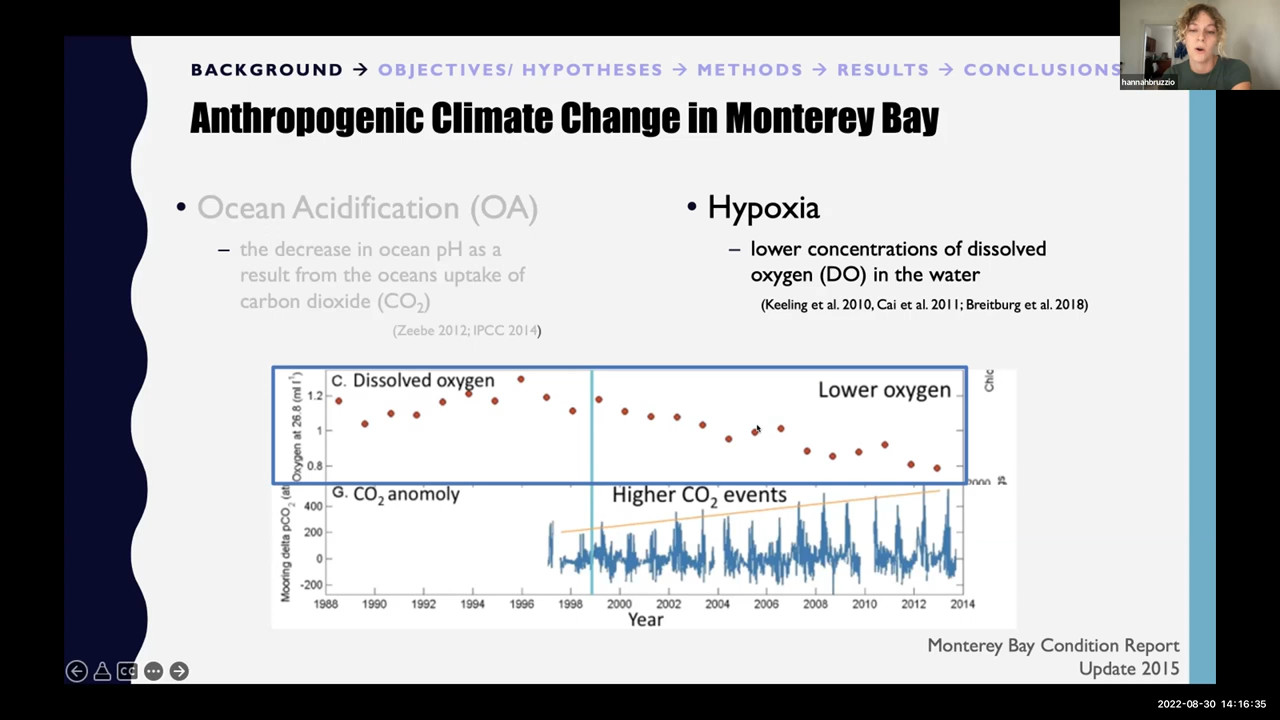 BACKGROUND → OBJECTIVES/ HYPOTHESES → METHODS → RESULTS → CONCLUSIONS
hannahbruzzio
Anthropogenic Climate Change in Monterey Bay
• Ocean Acidification (OA)
– the decrease in ocean pH as a
result from the oceans uptake of
carbon dioxide (CO₂)
(Zeebe 2012; IPCC 2014)
• Hypoxia
– lower concentrations of dissolved
oxygen (DO) in the water
(Keeling et al. 2010, Cai et al. 2011; Breitburg et al. 2018)
C. Dissolved oxygen
Lower oxygen
Oxygen at 26.8 (ml l⁻¹)
1.2
1
0.8
Chlc
G. CO₂ anomoly
Higher CO₂ events
Mooring delta pCO₂ (at
400
200
0
-200
1988 1990 1992 1994 1996 1998 2000 2002 2004 2006 2008 2010 2012 2014
Year
Monterey Bay Condition Report
Update 2015
CC
2022-08-30 14:16:35